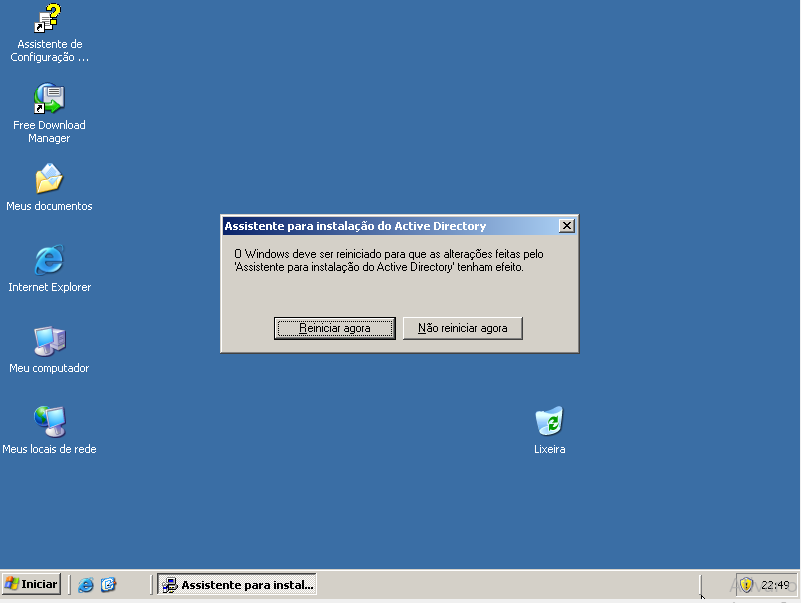 Assistente de
Configuração ...
Free Download
Manager
Meus documentos
Internet Explorer
Meu computador
Meus locais de rede
Assistente para instalação do Active Directory
O Windows deve ser reiniciado para que as alterações feitas pelo
'Assistente para instalação do Active Directory' tenham efeito.
Reiniciar agora
Não reiniciar agora
Lixeira
Iniciar
Assistente para instal...
22:49